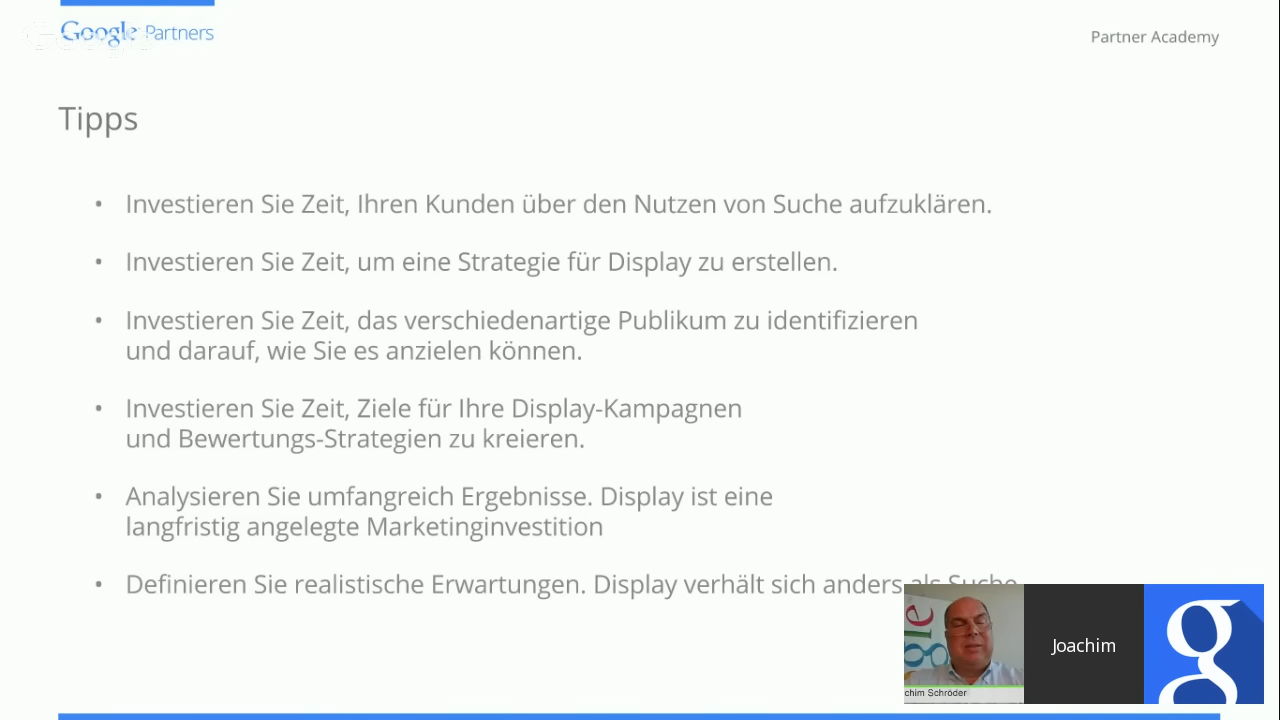 Google Partners
Partner Academy
Tipps
• Investieren Sie Zeit, Ihren Kunden über den Nutzen von Suche aufzuklären.
• Investieren Sie Zeit, um eine Strategie für Display zu erstellen.
• Investieren Sie Zeit, das verschiedenartige Publikum zu identifizieren
und darauf, wie Sie es anzielen können.
• Investieren Sie Zeit, Ziele für Ihre Display-Kampagnen
und Bewertungs-Strategien zu kreieren.
• Analysieren Sie umfangreich Ergebnisse. Display ist eine
langfristig angelegte Marketinginvestition
• Definieren Sie realistische Erwartungen. Display verhält sich anders als Suche
gle
Joachim
g
chim Schröder